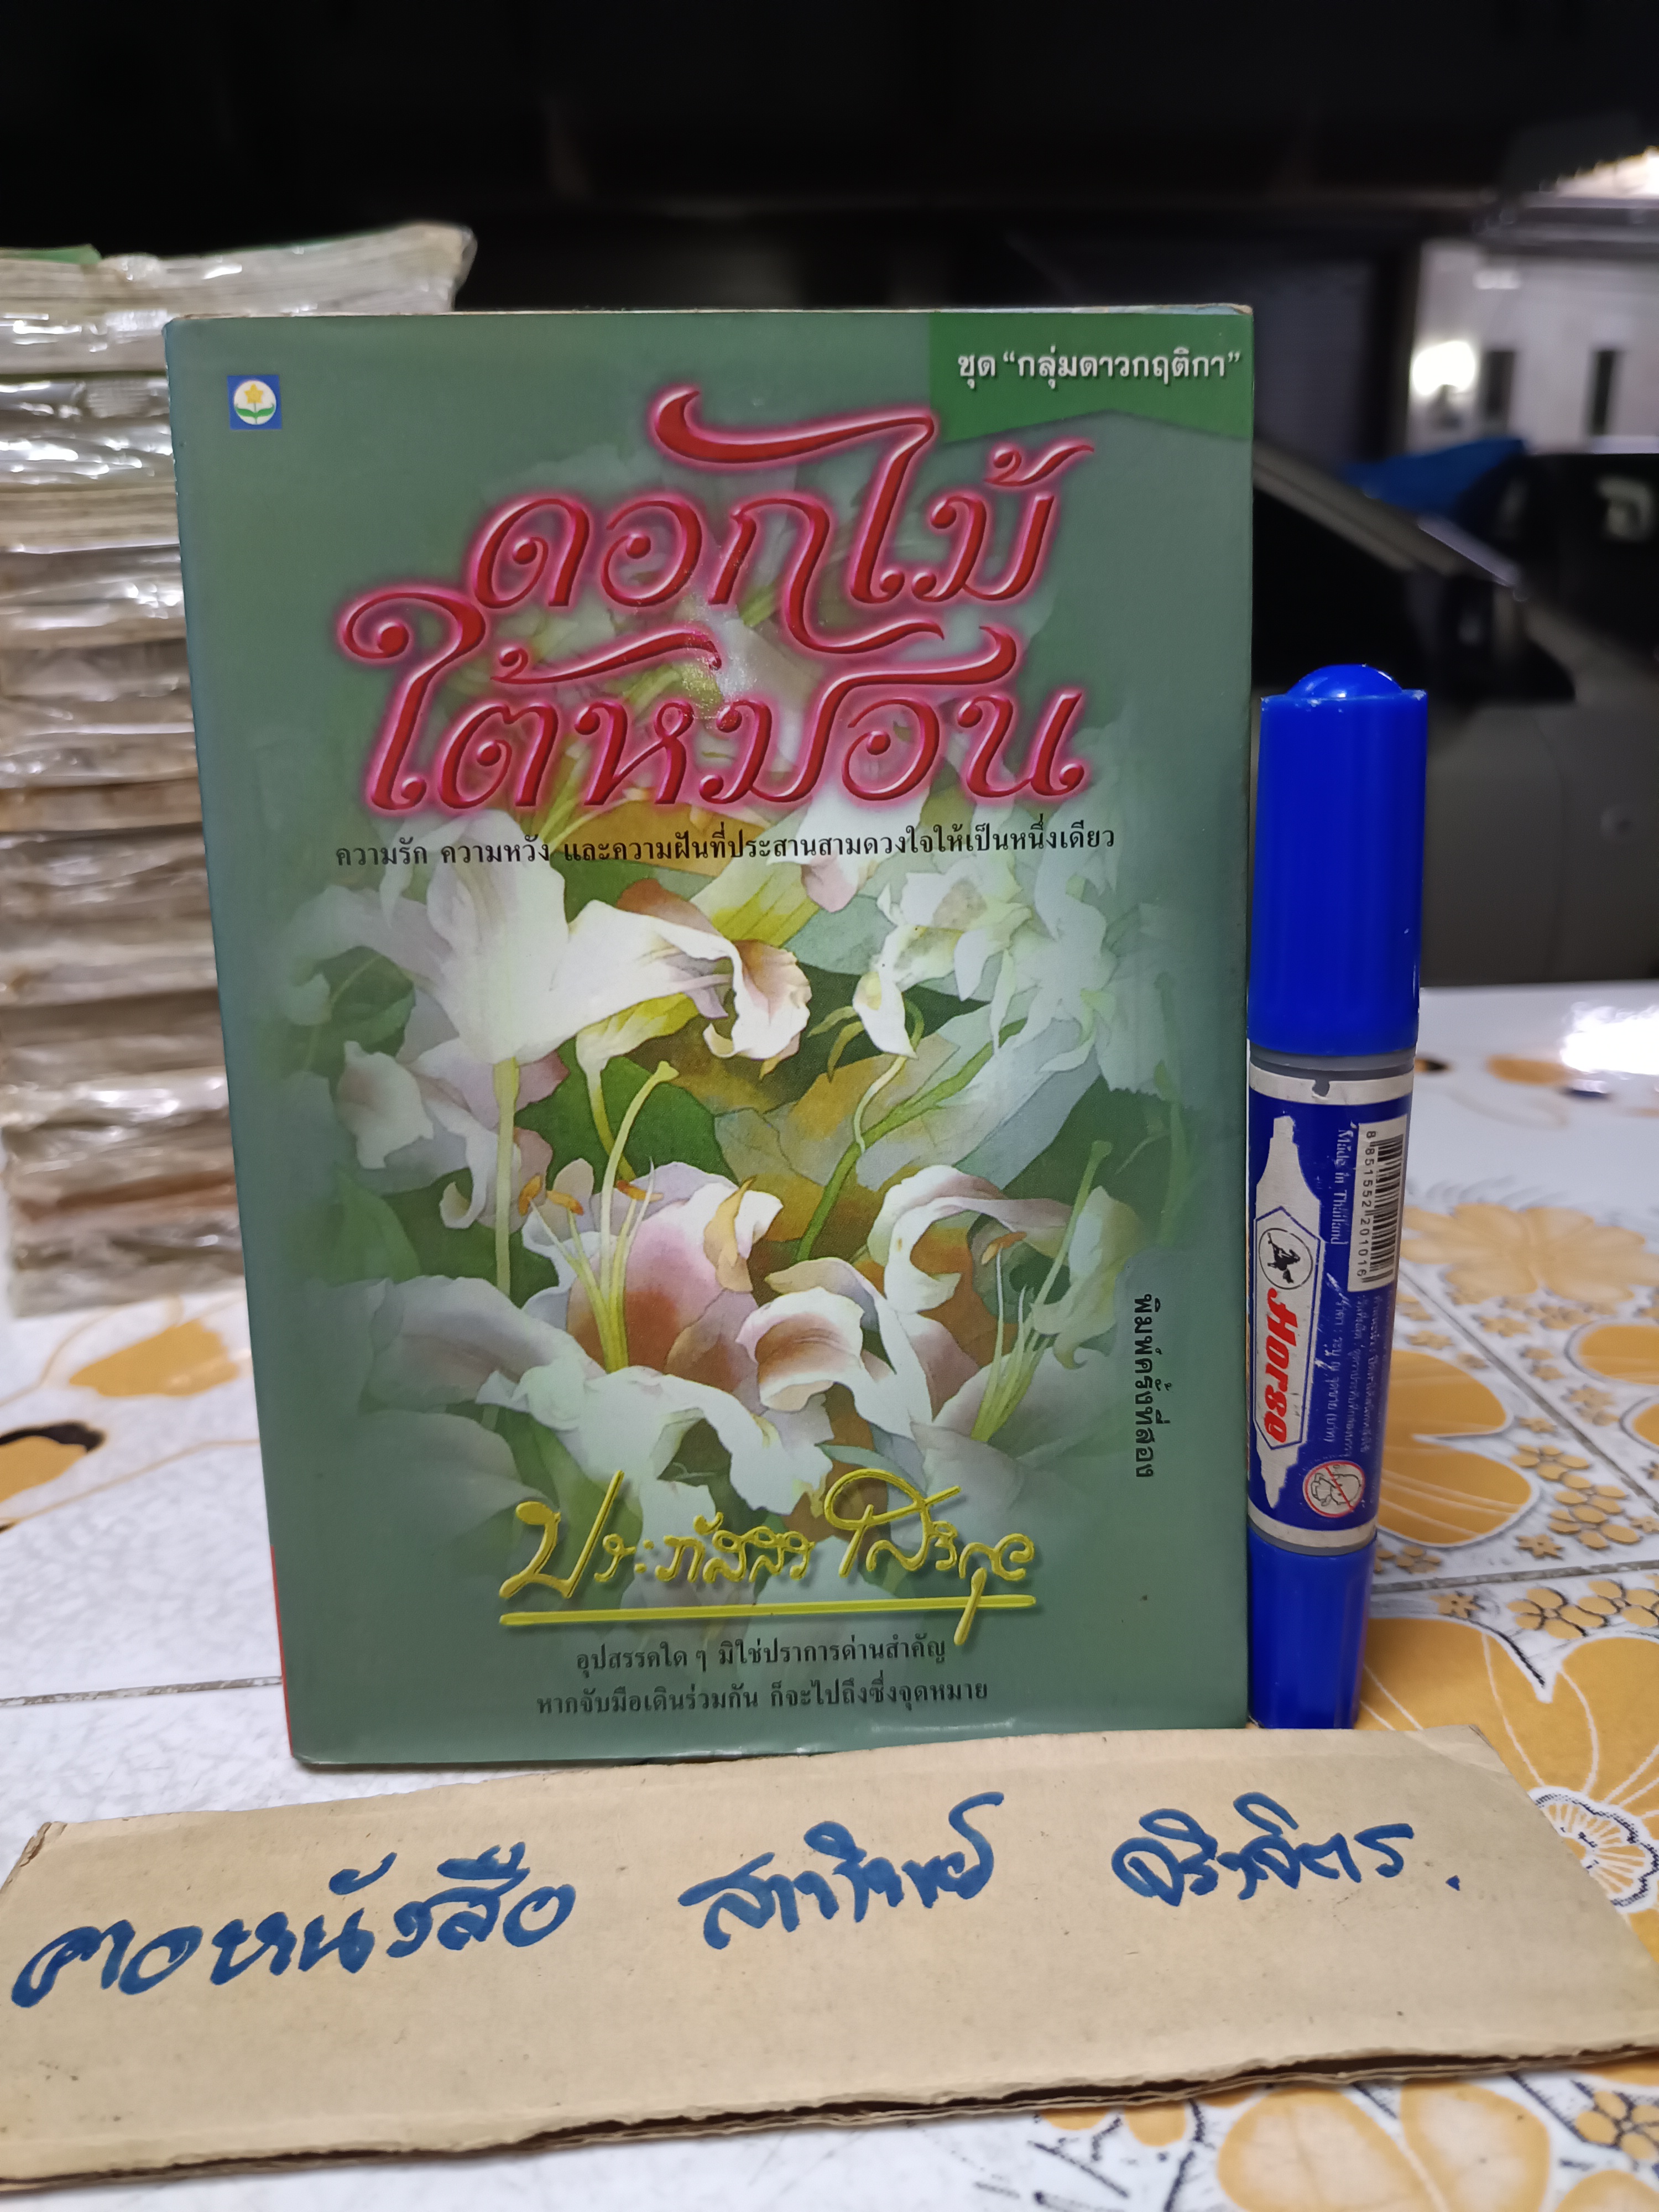 ชุด “กลุ่มดาวกฤติกา”
ดอกไม้
ใต้หมอน
ความรัก ความหวัง และความฝันที่ประสานสามดวงใจให้เป็นหนึ่งเดียว
พิมพ์ครั้งที่สอง
ประภัสสร เสวิกุล
อุปสรรคใด ๆ มิใช่ปราการด่านสำคัญ
หากจับมือเดินร่วมกัน ก็จะไปถึงซึ่งจุดหมาย
8851552201016
Made in Thailand
Horse
คอหนังสือ สาทิพย์ จริงจิตร.